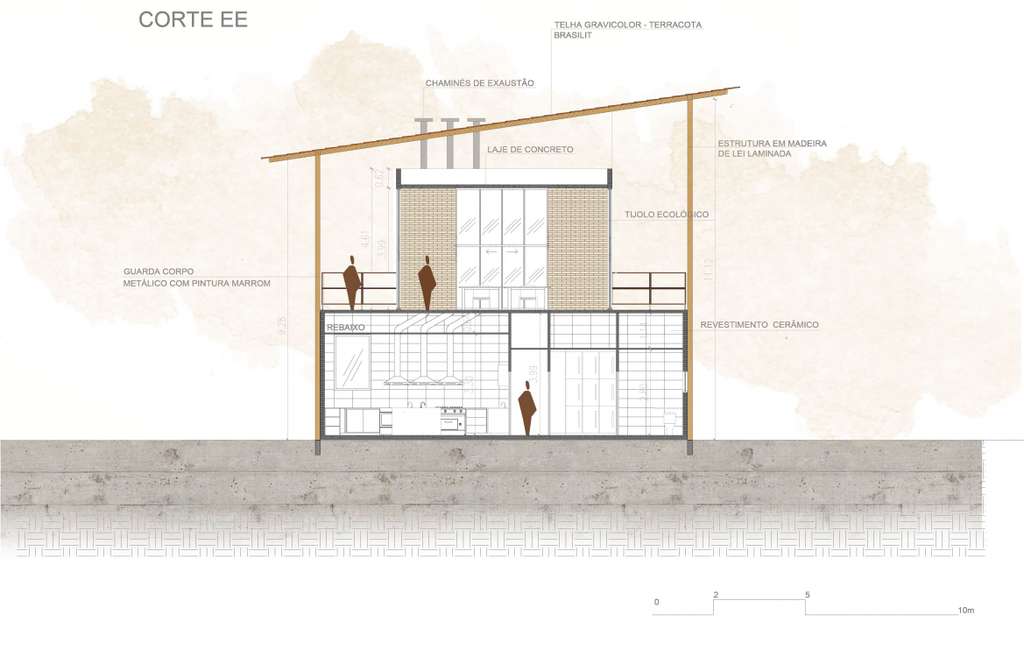 CORTE EE
TELHA GRAVICOLOR - TERRACOTA
BRASILIT
CHAMINÉS DE EXAUSTÃO
LAJE DE CONCRETO
ESTRUTURA EM MADEIRA
DE LEI LAMINADA
0.67
TIJOLO ECOLÓGICO
4.61
3.99
GUARDA CORPO
METÁLICO COM PINTURA MARROM
11.12
9.28
REBAIXO
REVESTIMENTO CERÂMICO
3.99
0
2
5
10m